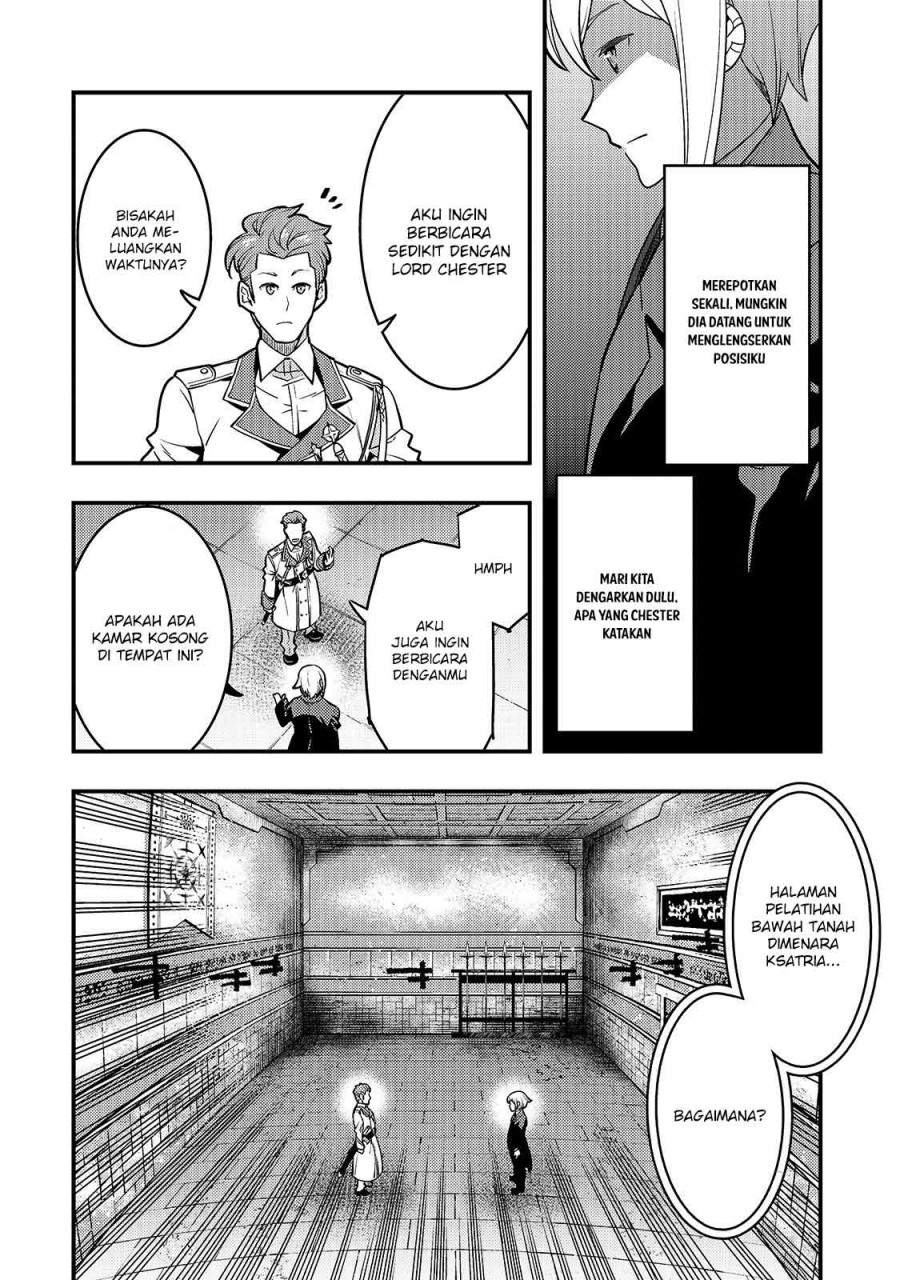 MEREPOTKAN
SEKALI. MUNGKIN
DIA DATANG UNTUK
MENGLENGSERKAN
POSISIKU
MARI KITA
DENGARKAN DULU.
APA YANG CHESTER
KATAKAN
AKU INGIN
BERBICARA
SEDIKIT DENGAN
LORD CHESTER
BISAKAH
ANDA ME-
LUANGKAN
WAKTUNYA?
HMPH
AKU
JUGA INGIN
BERBICARA
DENGANMU
APAKAH ADA
KAMAR KOSONG
DI TEMPAT INI?
HALAMAN
PELATIHAN
BAWAH TANAH
DIMENARA
KSATRIA...
BAGAIMANA?